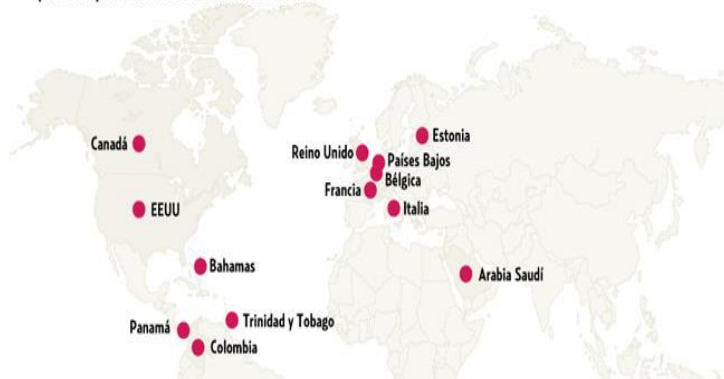 Canadá
Estonia
Reino Unido
Países Bajos
Bélgica
Francia
EEUU
Italia
Bahamas
Arabia Saudí
Trinidad y Tobago
Panamá
Colombia